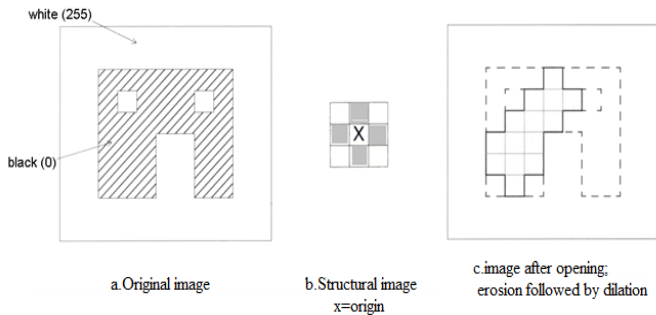 white (255)
black (0)
X
a.Original image
b.Structural image
x=origin
c.image after opening;
erosion followed by dilation